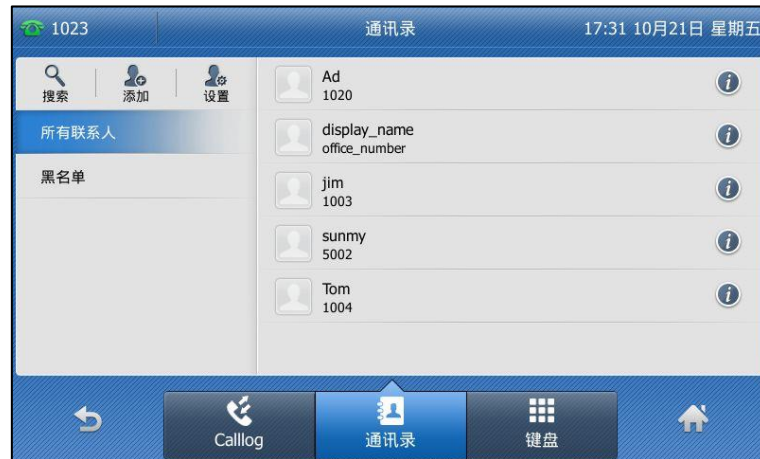 1023 通讯录 17:31 10月21日 星期五
搜索 添加 设置
所有联系人
黑名单
Ad
1020
display_name
office_number
jim
1003
sunmy
5002
Tom
1004
Calllog 通讯录 键盘